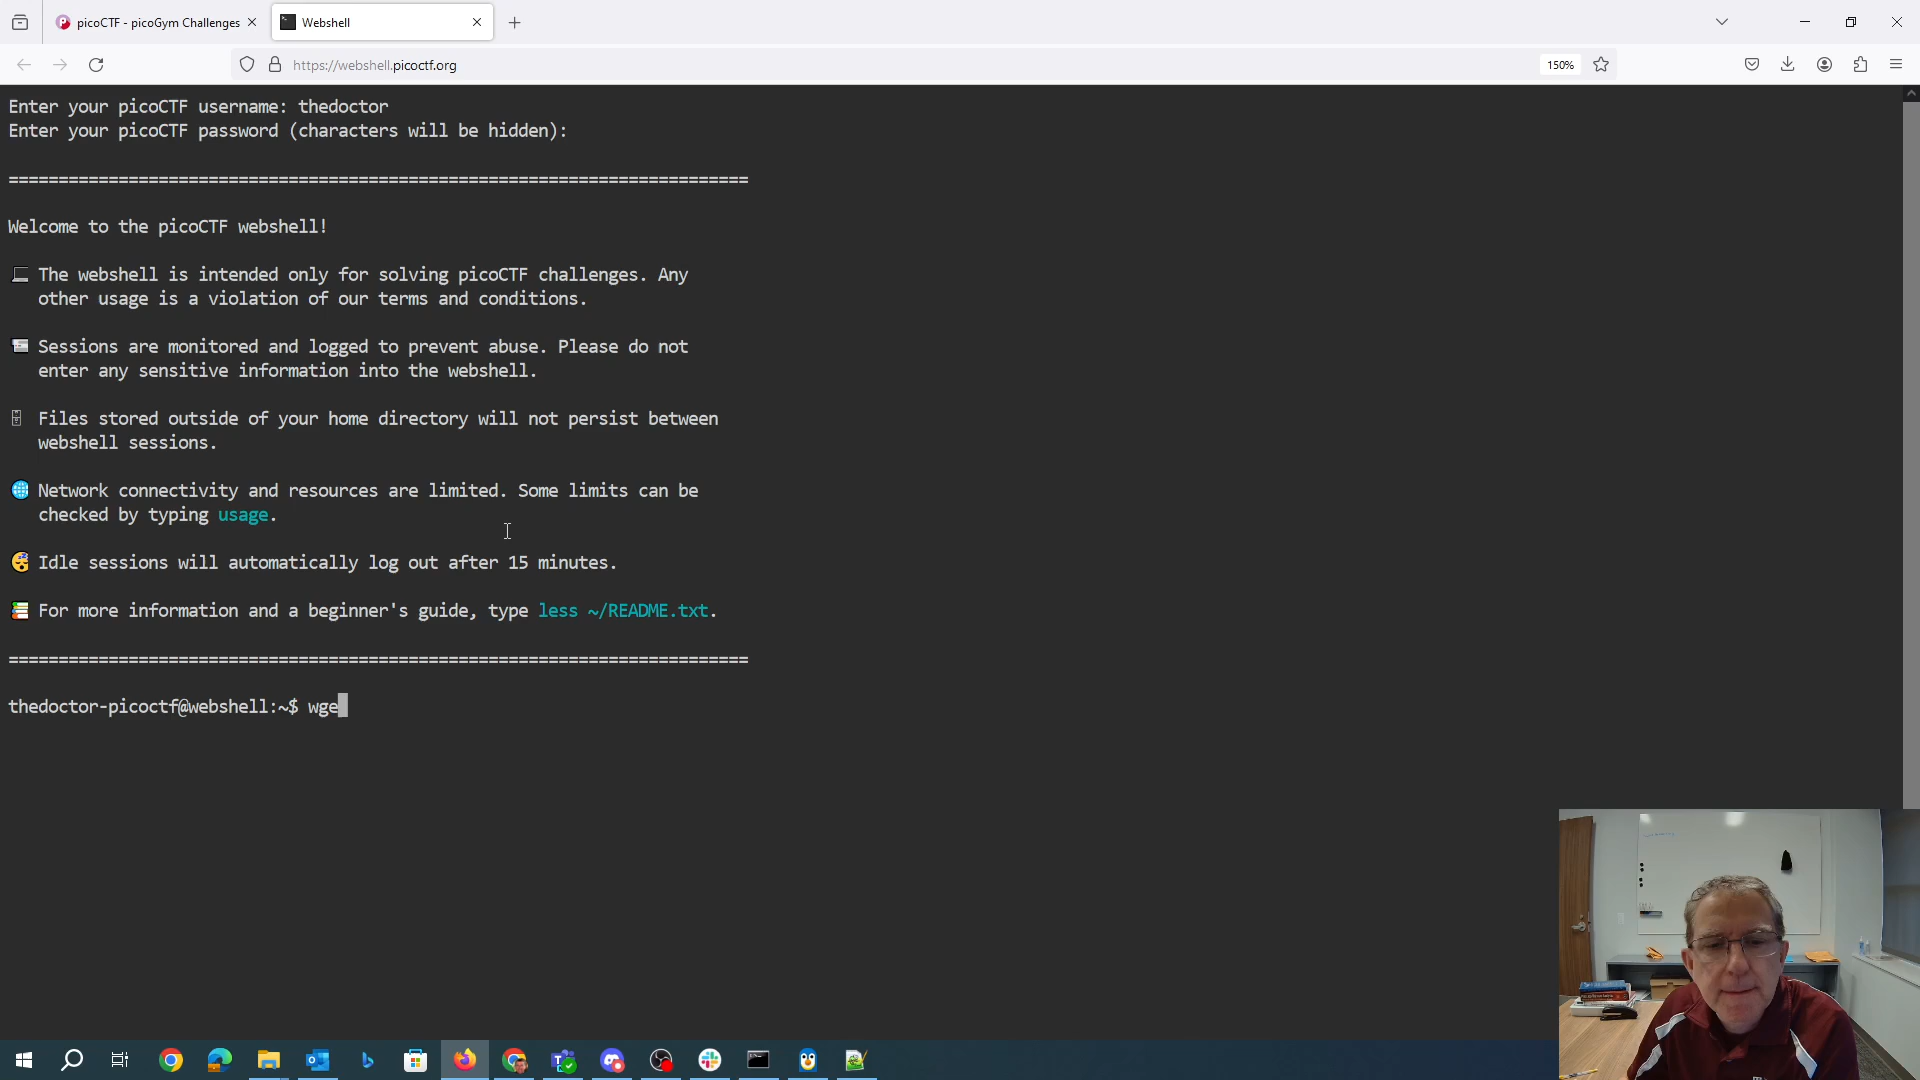 picoCTF - picoGym Challenges
Webshell
https://webshell.picoctf.org
150%
Enter your picoCTF username: thedoctor
Enter your picoCTF password (characters will be hidden):
==========================================================================
Welcome to the picoCTF webshell!
The webshell is intended only for solving picoCTF challenges. Any
other usage is a violation of our terms and conditions.
Sessions are monitored and logged to prevent abuse. Please do not
enter any sensitive information into the webshell.
Files stored outside of your home directory will not persist between
webshell sessions.
Network connectivity and resources are limited. Some limits can be
checked by typing usage.
Idle sessions will automatically log out after 15 minutes.
For more information and a beginner's guide, type less ~/README.txt.
==========================================================================
thedoctor-picoctf@webshell:~$ wge